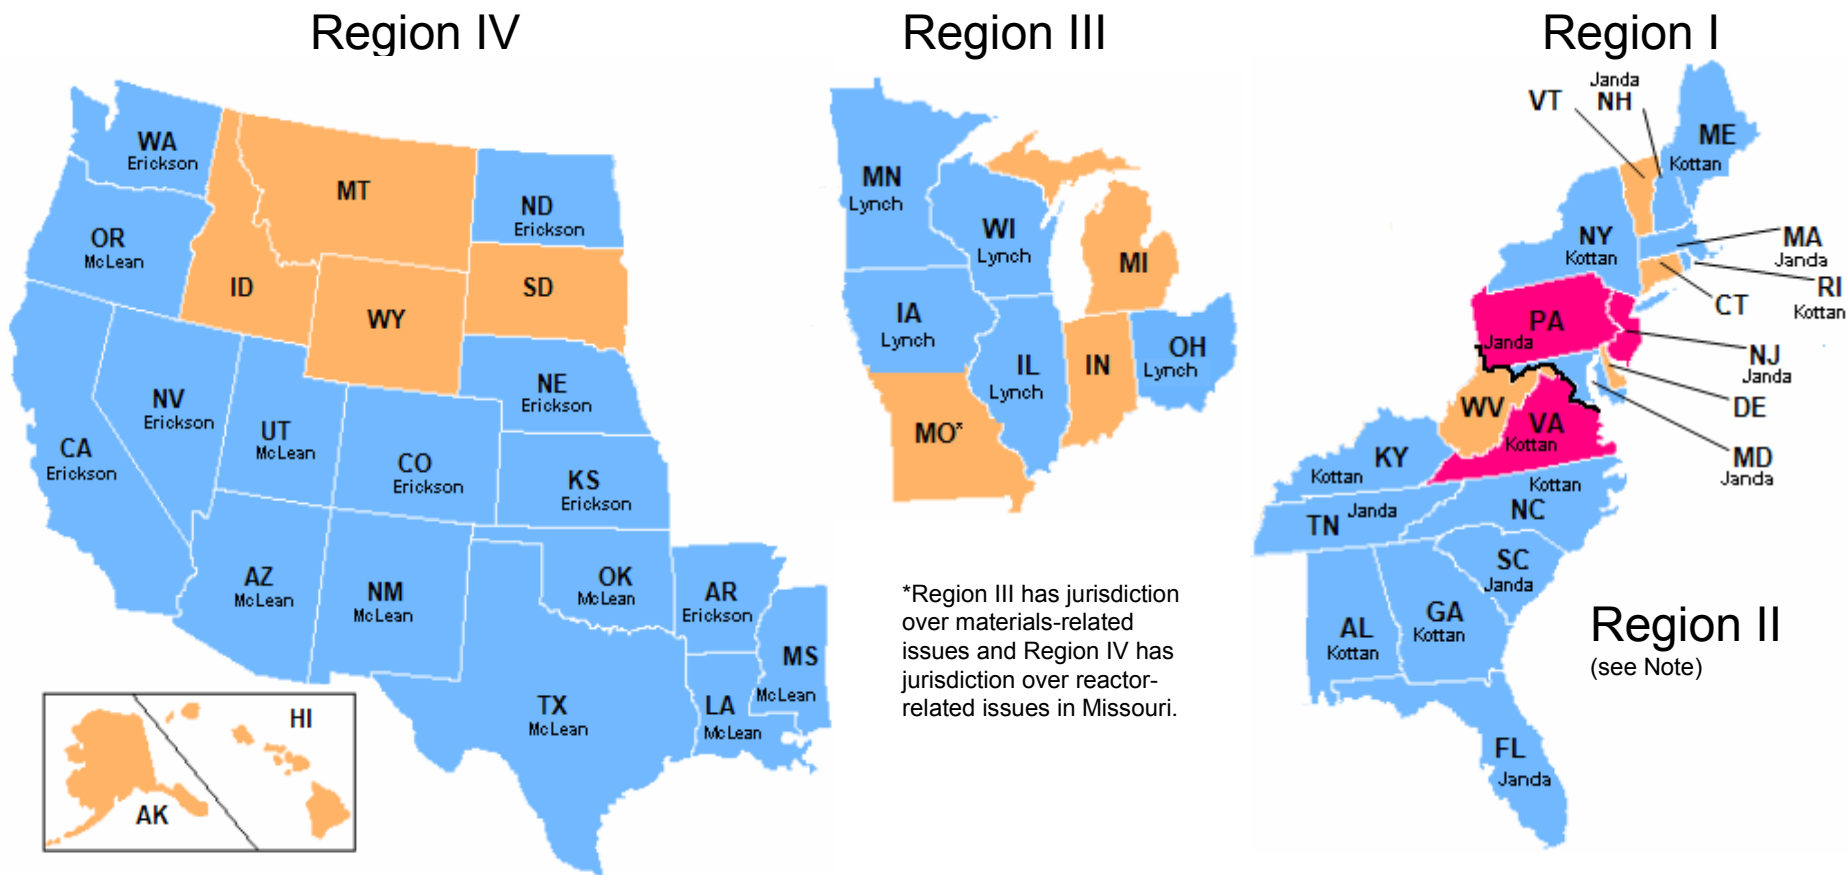 Region IV
Region III
Region I
WA
Erickson
OR
McLean
MT
ID
WY
ND
Erickson
SD
NE
Erickson
NV
Erickson
UT
McLean
CA
Erickson
CO
Erickson
KS
Erickson
AZ
McLean
NM
McLean
OK
McLean
AR
Erickson
TX
McLean
LA
McLean
MS
McLean
AK
HI
MN
Lynch
WI
Lynch
MI
IA
Lynch
IL
Lynch
IN
OH
Lynch
MO*
*Region III has jurisdiction
over materials-related
issues and Region IV has
jurisdiction over reactor-
related issues in Missouri.
VT
Janda
NH
ME
Kottan
NY
Kottan
MA
Janda
RI
Kottan
CT
PA
Janda
NJ
Janda
DE
MD
Janda
WV
VA
Kottan
KY
Kottan
TN
Janda
Kottan
NC
SC
Janda
GA
Kottan
AL
Kottan
FL
Janda
Region II
(see Note)